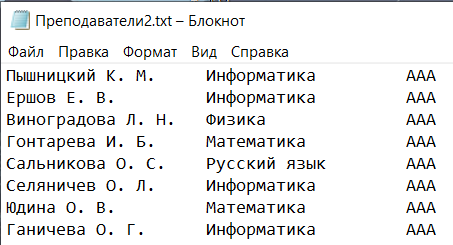 Преподаватели2.txt – Блокнот
Файл Правка Формат Вид Справка
Пышницкий К. М. Информатика ААА
Ершов Е. В. Информатика ААА
Виноградова Л. Н. Физика ААА
Гонтарева И. Б. Математика ААА
Сальникова О. С. Русский язык ААА
Селяничев О. Л. Информатика ААА
Юдина О. В. Математика ААА
Ганичева О. Г. Информатика ААА